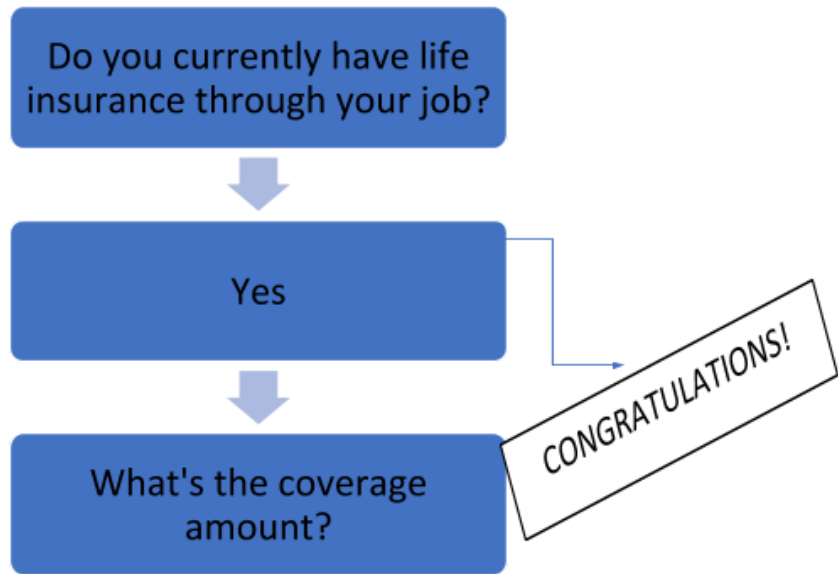 Do you currently have life
insurance through your job?
Yes
CONGRATULATIONS!
What's the coverage
amount?